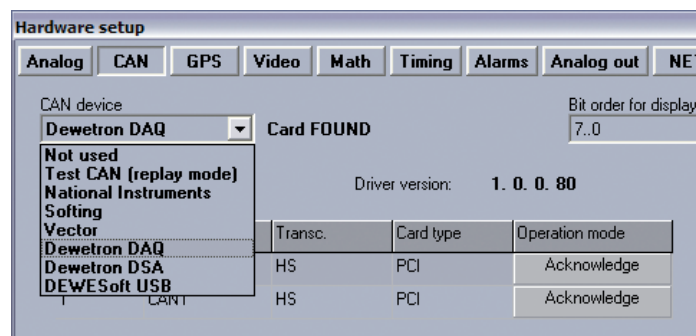 Hardware setup
Analog CAN GPS Video Math Timing Alarms Analog out NET
CAN device
Bit order for display
Dewetron DAQ Card FOUND 7..0
Not used
Test CAN (replay mode)
National Instruments
Driver version: 1. 0. 0. 80
Softing
Vector
Transc. Card type Operation mode
Dewetron DAQ
Dewetron DSA HS PCI Acknowledge
DEWESoft USB
1 CAN1 HS PCI Acknowledge